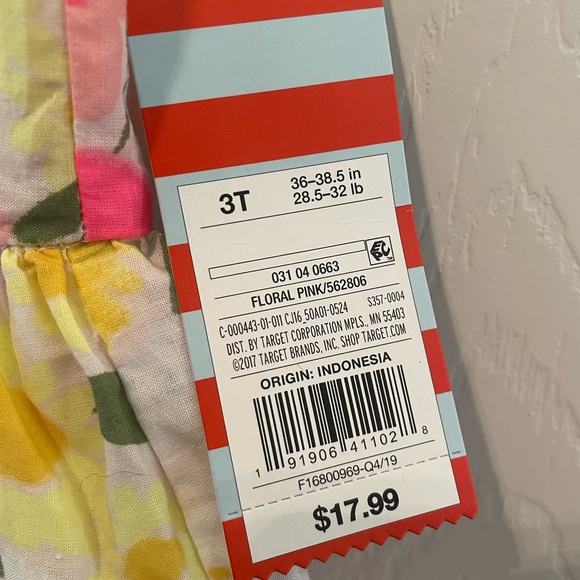 3T
36–38.5 in
28.5–32 lb
EPC
031 04 0663
FLORAL PINK/562806
C-000443-01-011 CJ16_50A01-0524 S357-0004
DIST. BY TARGET CORPORATION MPLS., MN 55403
©2017 TARGET BRANDS, INC. SHOP TARGET.COM
ORIGIN: INDONESIA
1 91906 41102 8
F16800969-Q4/19
$17.99